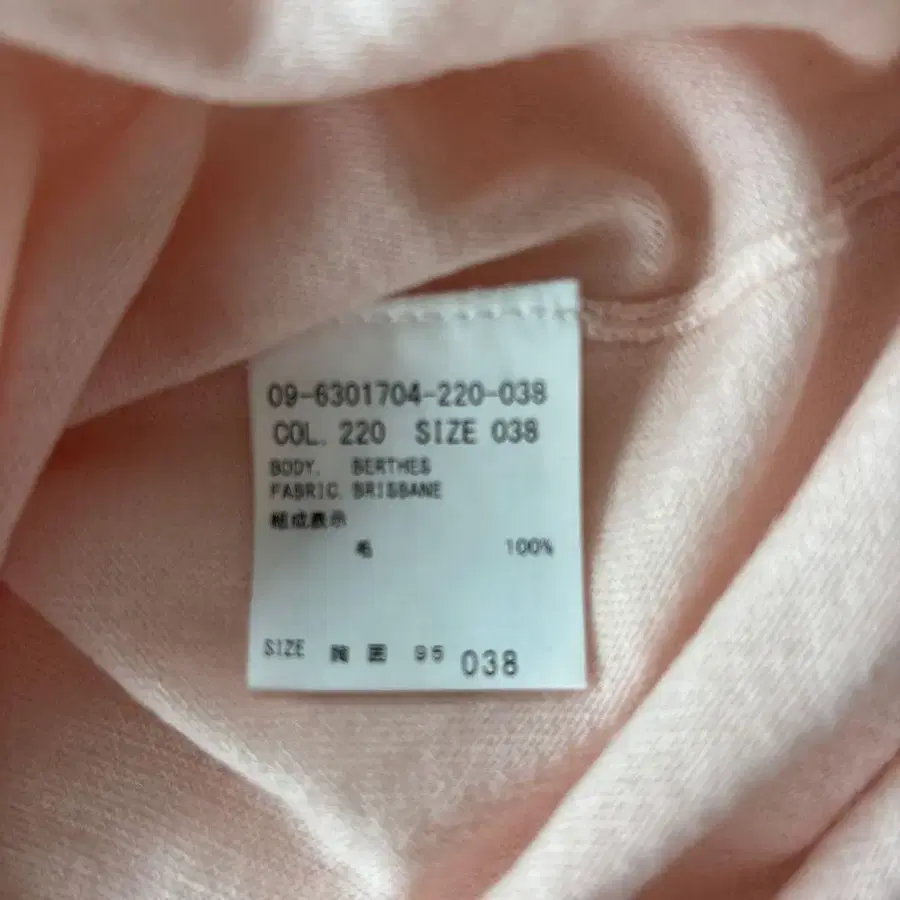 09-6301704-220-038
COL. 220 SIZE 038
BODY. BERTHES
FABRIC. BRISBANE
組成表示
毛 100%
SIZE 胸囲 95 038